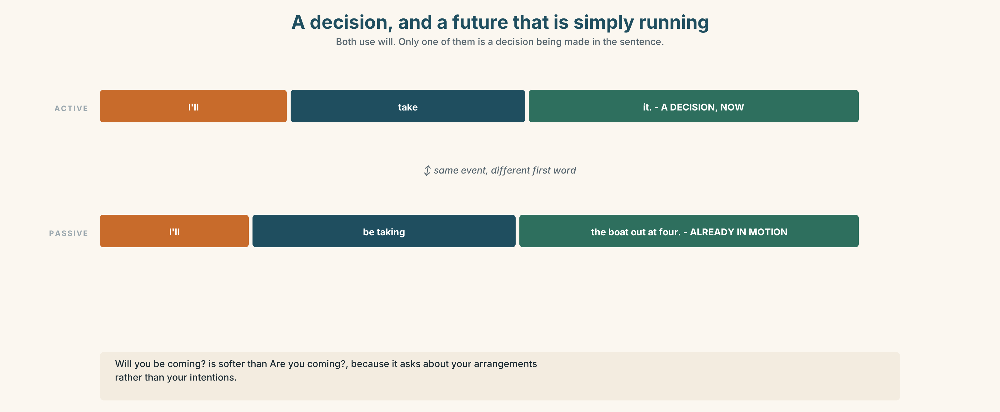 A decision, and a future that is simply running
Both use will. Only one of them is a decision being made in the sentence.
ACTIVE
I'll
take
it. - A DECISION, NOW
↕ same event, different first word
PASSIVE
I'll
be taking
the boat out at four. - ALREADY IN MOTION
Will you be coming? is softer than Are you coming?, because it asks about your arrangements
rather than your intentions.